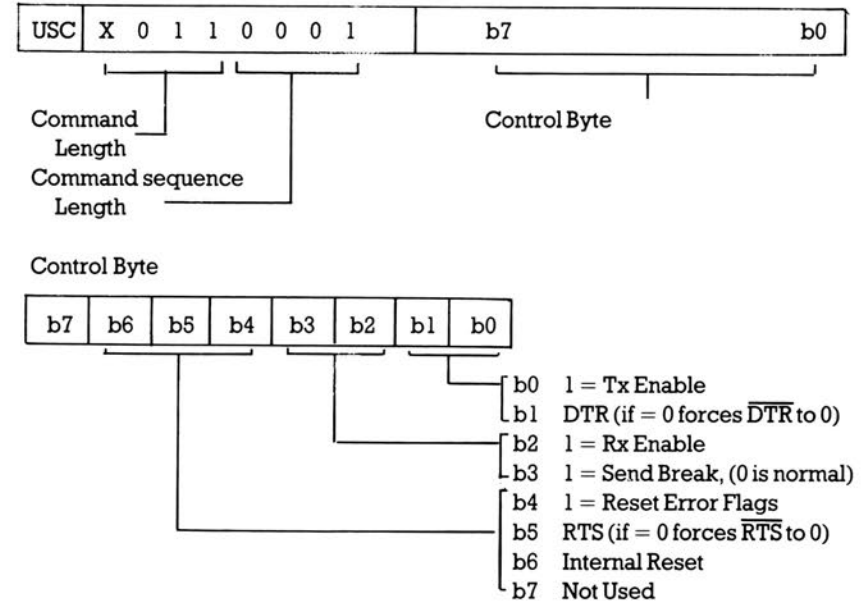 USC X 0 1 1 0 0 0 1 b7 b0
Command
Length
Control Byte
Command sequence
Length
Control Byte
b7 b6 b5 b4 b3 b2 b1 b0
b0 1 = Tx Enable
b1 DTR (if = 0 forces D̅T̅R̅ to 0)
b2 1 = Rx Enable
b3 1 = Send Break, (0 is normal)
b4 1 = Reset Error Flags
b5 RTS (if = 0 forces R̅T̅S̅ to 0)
b6 Internal Reset
b7 Not Used